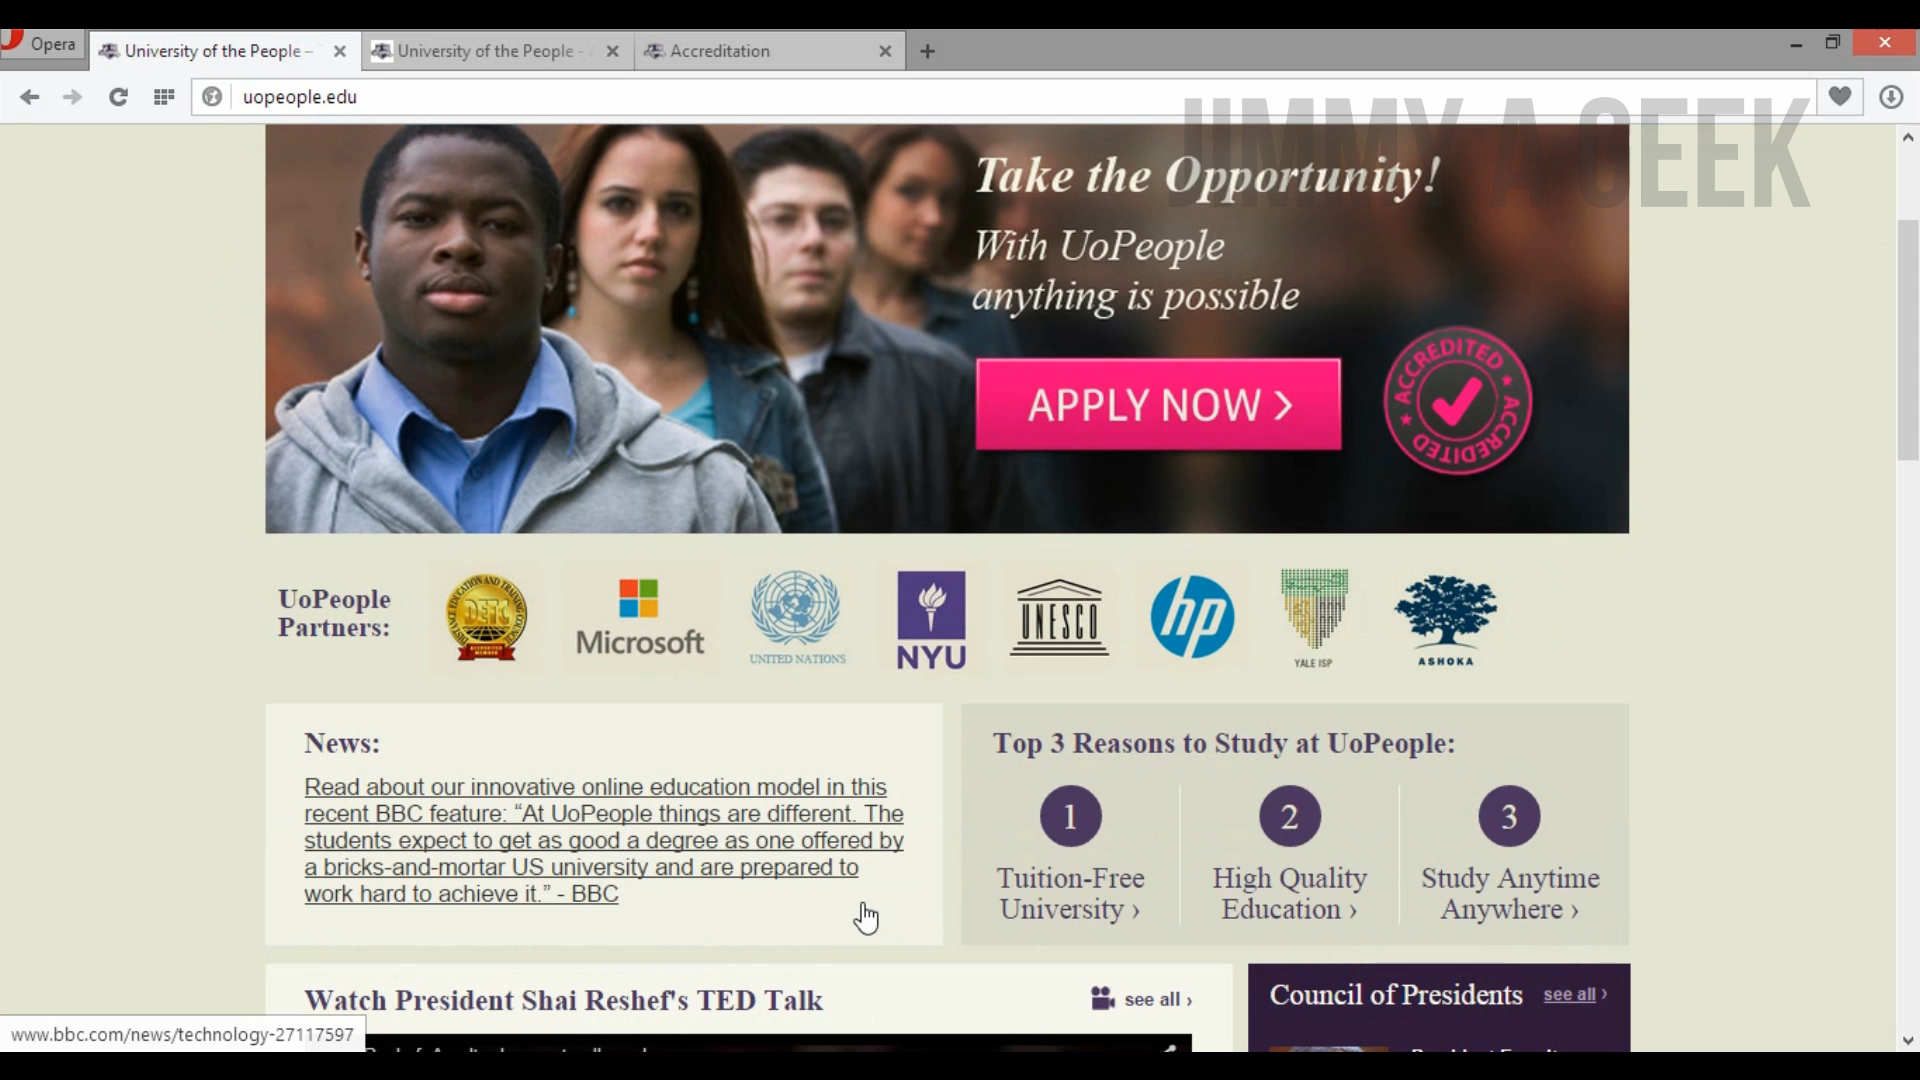 Opera
University of the People –
University of the People -
Accreditation
uopeople.edu
JIMMY A GEEK
Take the Opportunity!
With UoPeople
anything is possible
APPLY NOW >
ACCREDITED
ACCREDITED
UoPeople
Partners:
DISTANCE EDUCATION AND TRAINING COUNCIL
DETC
ACCREDITED
MEMBER
Microsoft
UNITED NATIONS
NYU
UNESCO
hp
YALE ISP
ASHOKA
News:
Read about our innovative online education model in this
recent BBC feature: “At UoPeople things are different. The
students expect to get as good a degree as one offered by
a bricks-and-mortar US university and are prepared to
work hard to achieve it.” - BBC
Top 3 Reasons to Study at UoPeople:
1
2
3
Tuition-Free
University ›
High Quality
Education ›
Study Anytime
Anywhere ›
Watch President Shai Reshef's TED Talk
see all ›
Council of Presidents
see all ›
www.bbc.com/news/technology-27117597